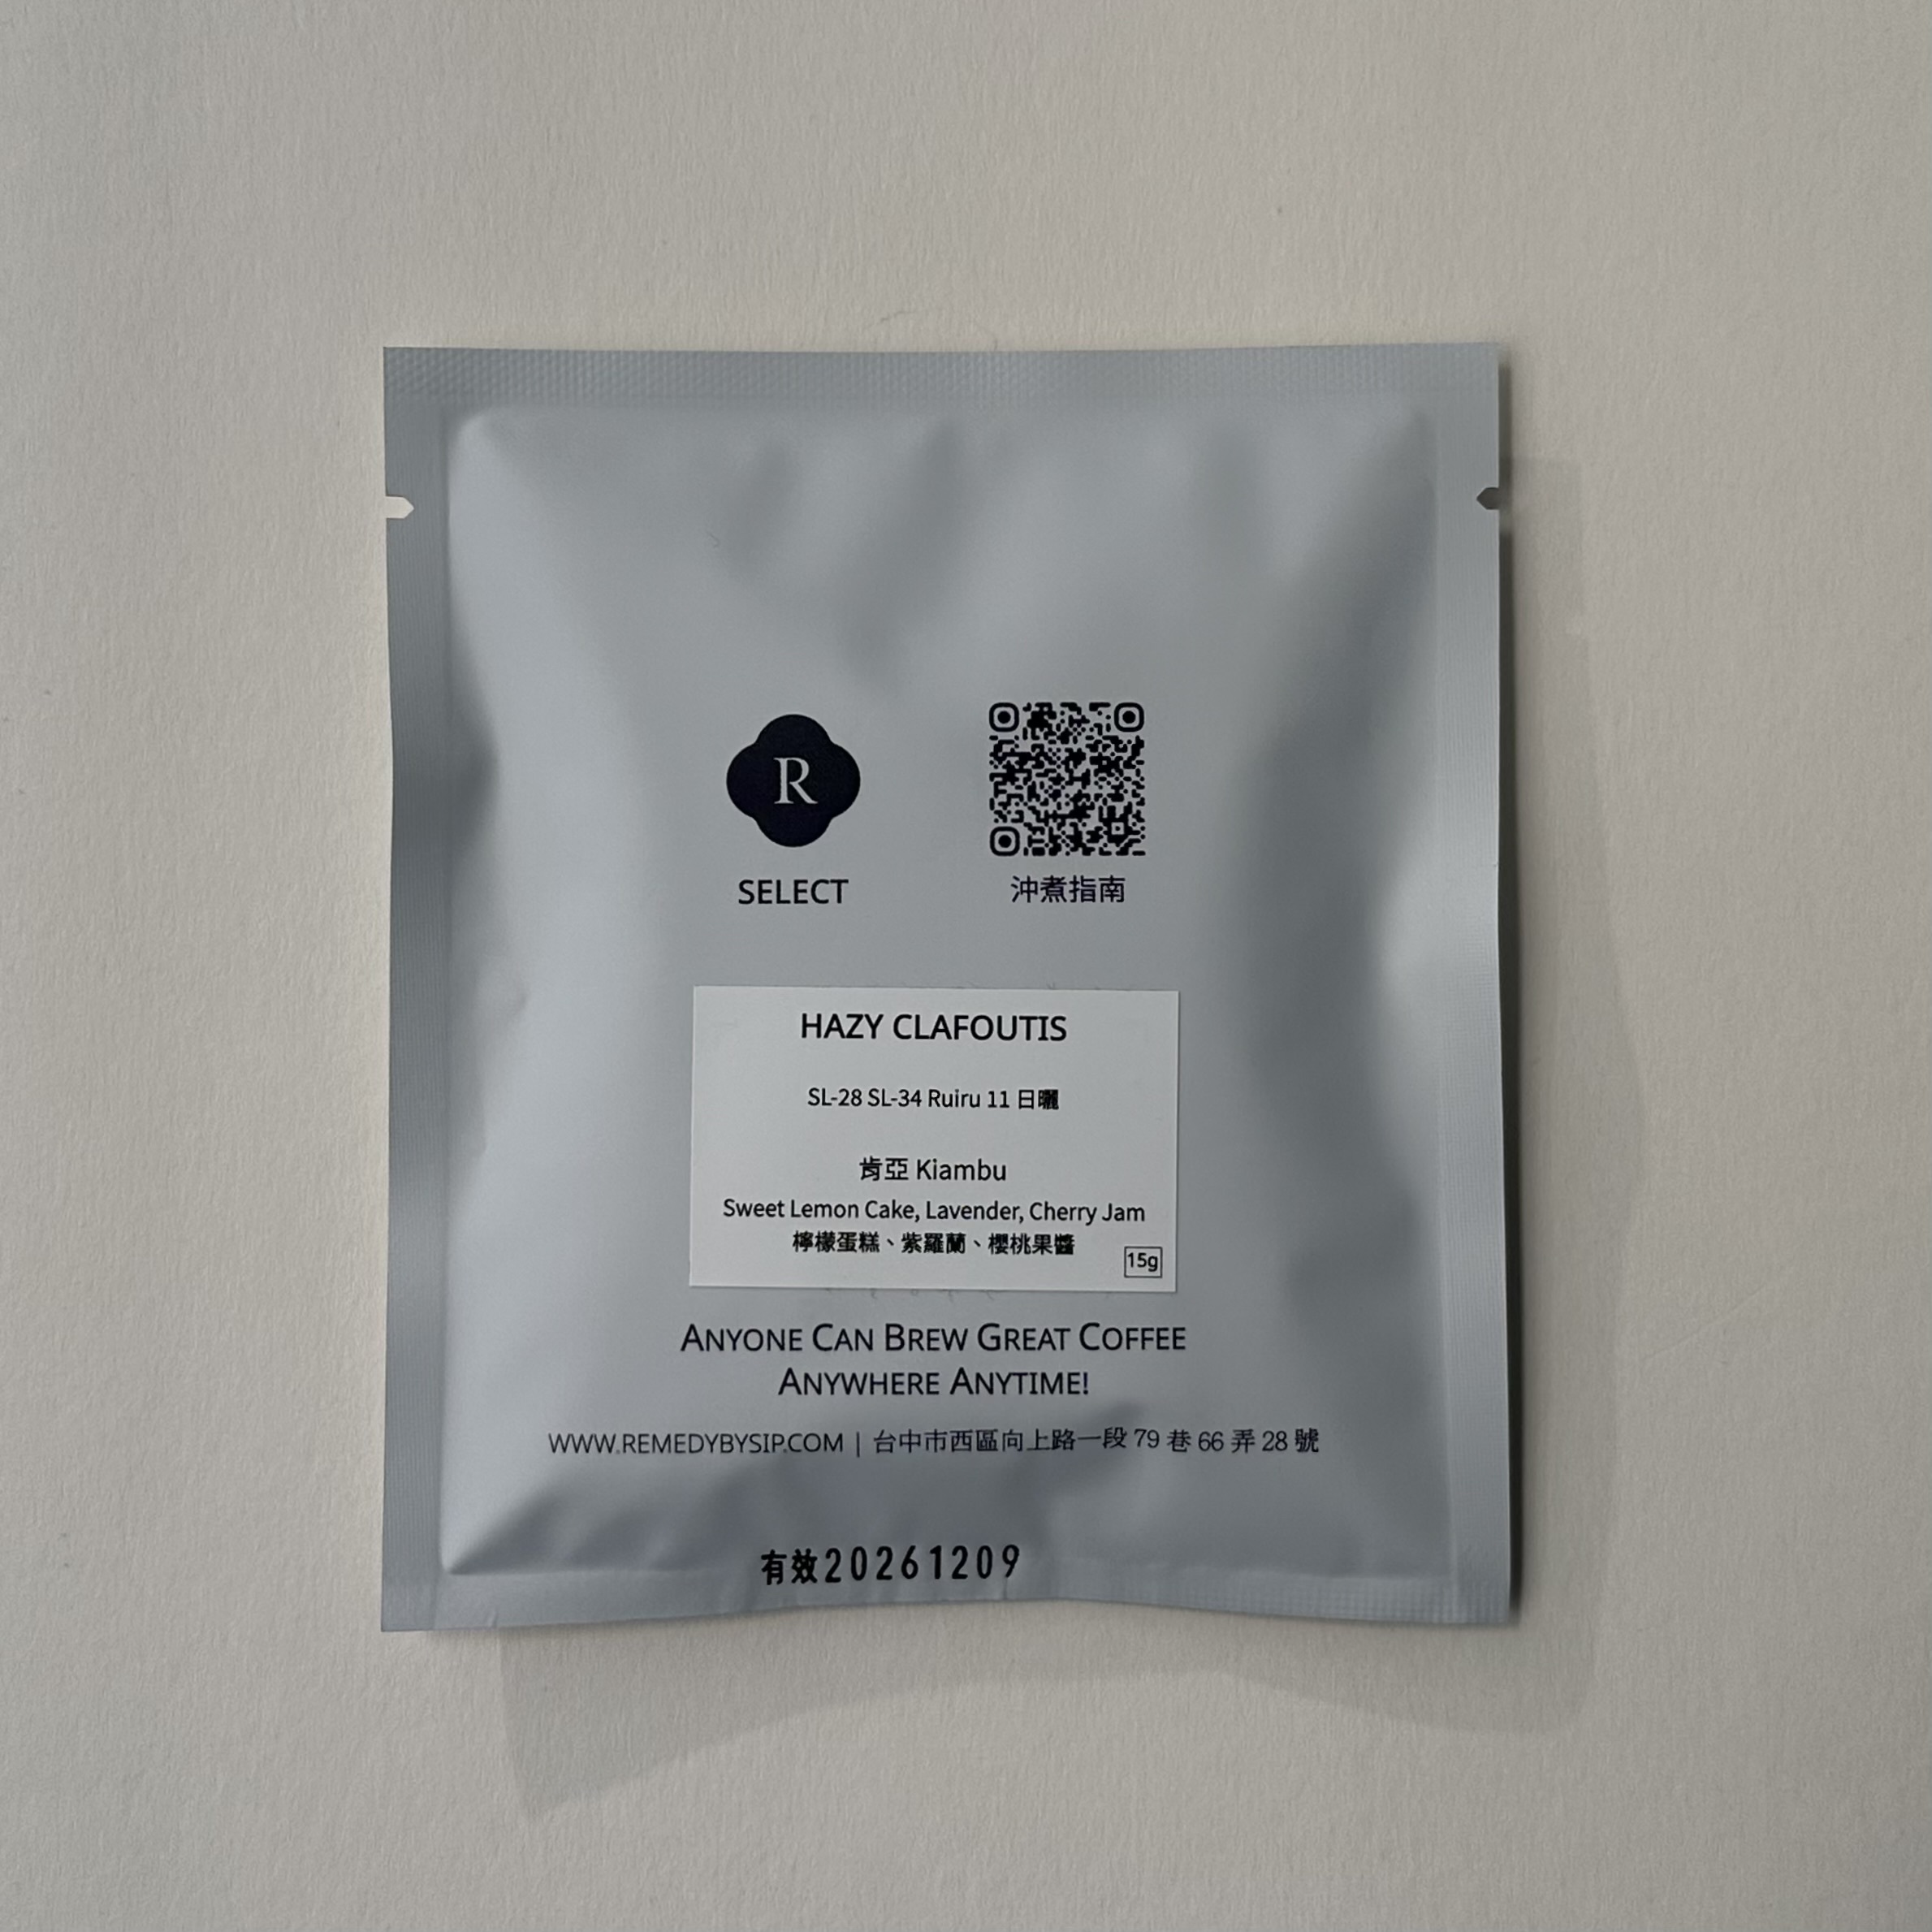 R
SELECT
沖煮指南
HAZY CLAFOUTIS
SL-28 SL-34 Ruiru 11 日曬
肯亞 Kiambu
Sweet Lemon Cake, Lavender, Cherry Jam
檸檬蛋糕、紫羅蘭、櫻桃果醬
15g
ANYONE CAN BREW GREAT COFFEE
ANYWHERE ANYTIME!
WWW.REMEDYBYSIP.COM | 台中市西區向上路一段 79 巷 66 弄 28 號
有效20261209